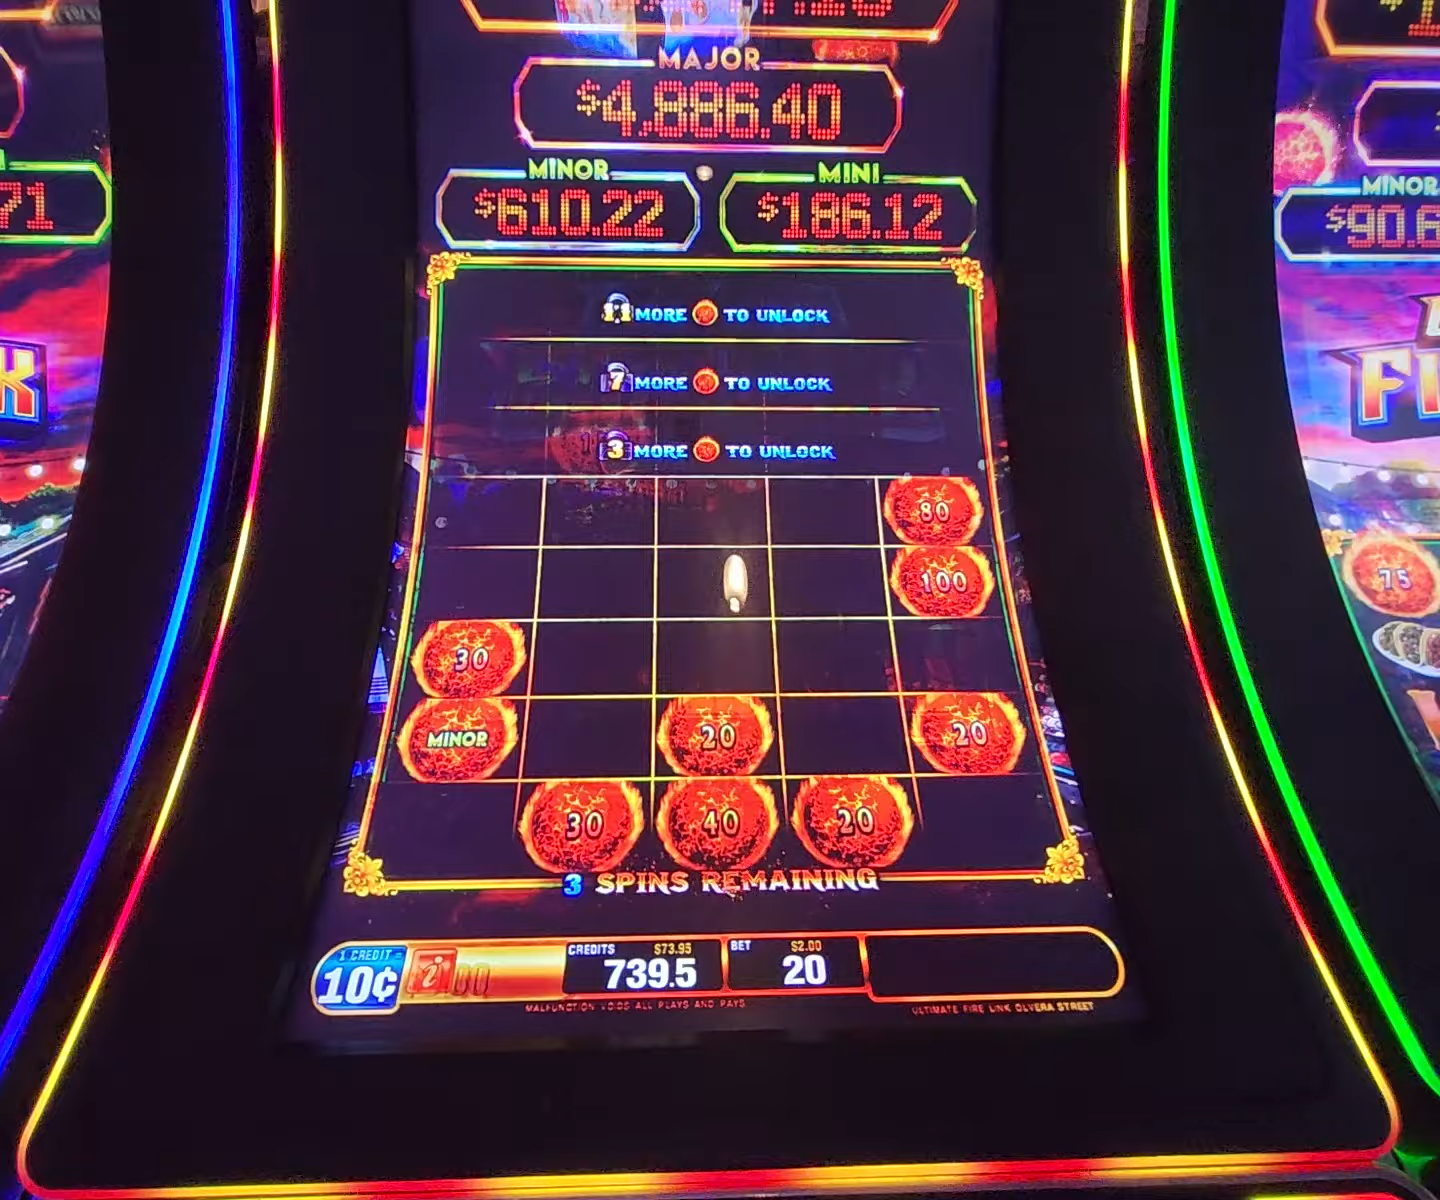 MAJOR
$4,886.40
MINOR
$610.22
MINI
$186.12
71
MINOR
$90.6
11 MORE TO UNLOCK
7 MORE TO UNLOCK
3 MORE TO UNLOCK
K
FI
80
100
75
30
MINOR
20
20
30
40
20
3 SPINS REMAINING
1 CREDIT =
10¢
i
CREDITS $73.95
739.5
BET $2.00
20
MALFUNCTION VOIDS ALL PLAYS AND PAYS
ULTIMATE FIRE LINK OLVERA STREET